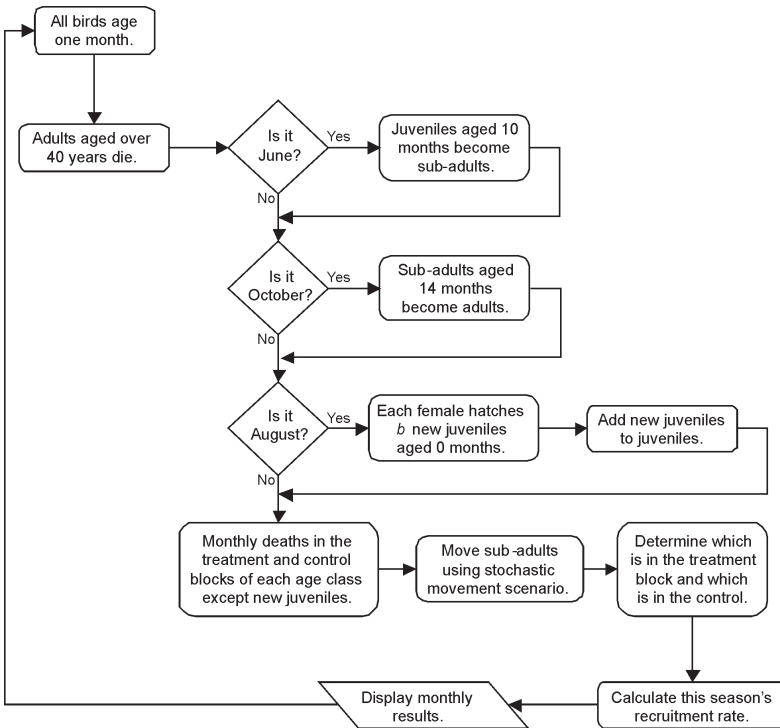 All birds age
one month.
Adults aged over
40 years die.
Is it
June?
Yes
No
Juveniles aged 10
months become
sub-adults.
Is it
October?
Yes
No
Sub-adults aged
14 months
become adults.
Is it
August?
Yes
No
Each female hatches
b new juveniles
aged 0 months.
Add new juveniles
to juveniles.
Monthly deaths in the
treatment and control
blocks of each age class
except new juveniles.
Move sub-adults
using stochastic
movement scenario.
Determine which
is in the treatment
block and which
is in the control.
Calculate this season's
recruitment rate.
Display monthly
results.